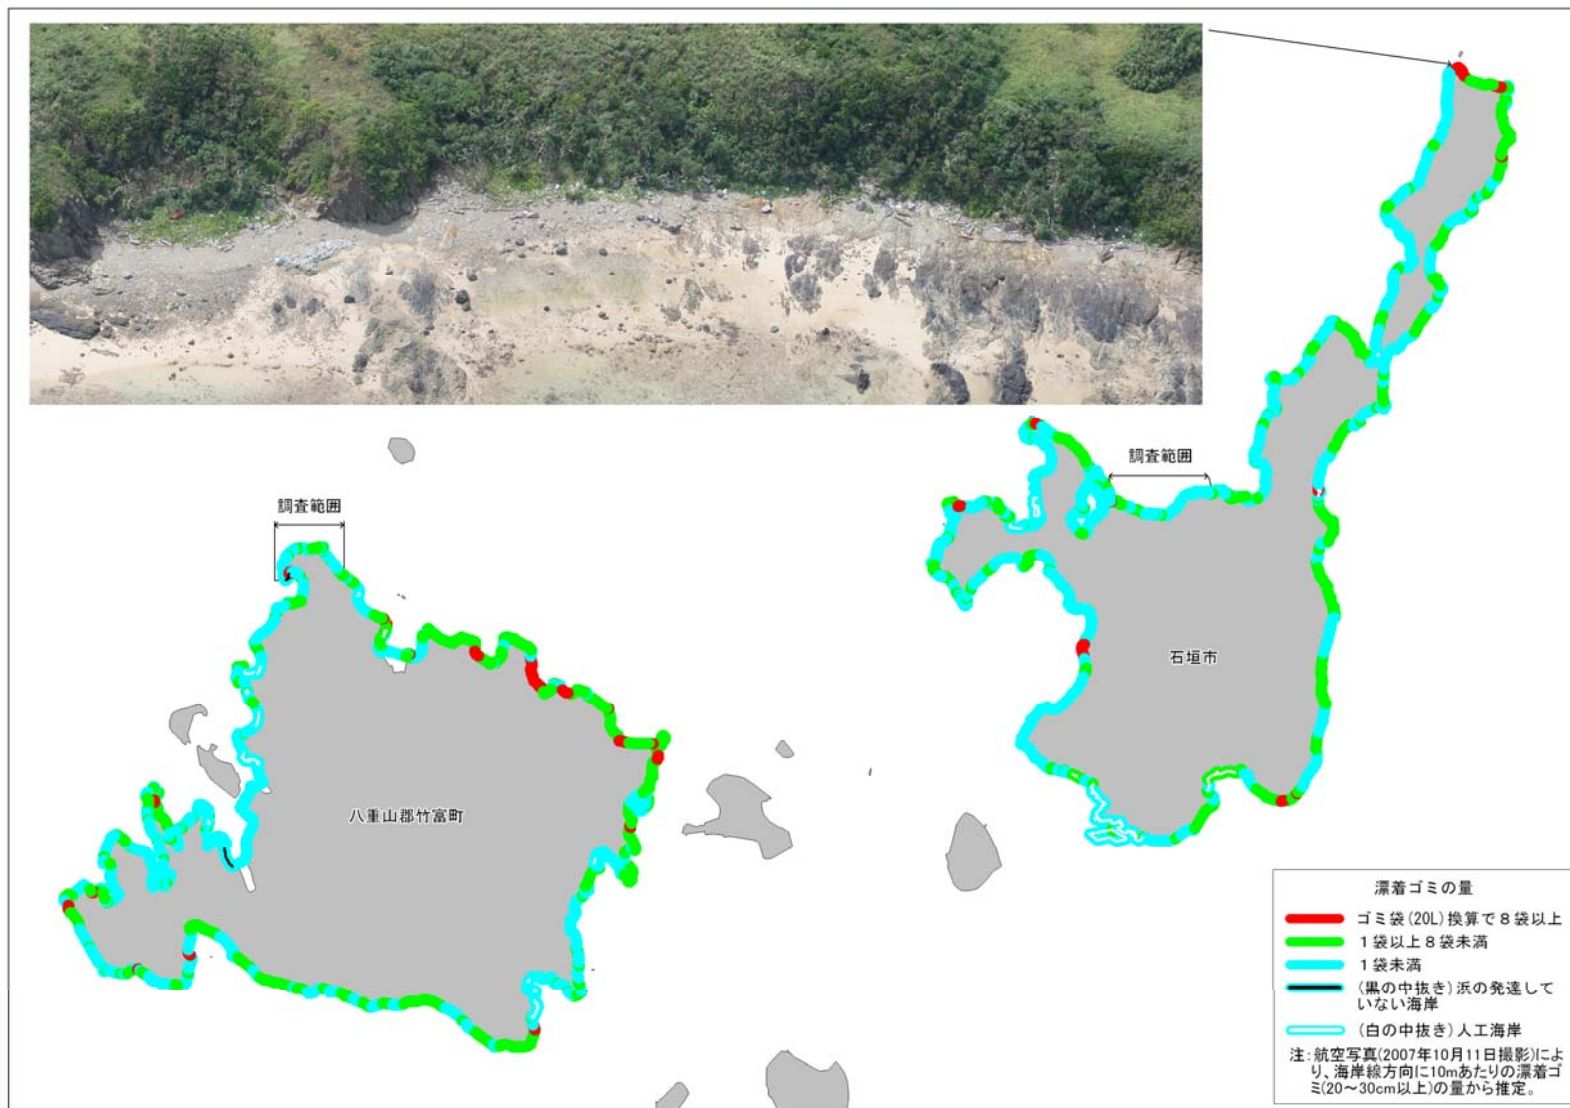 調査範囲
調査範囲
石垣市
八重山郡竹富町
漂着ゴミの量
ゴミ袋(20L)換算で８袋以上
１袋以上８袋未満
１袋未満
(黒の中抜き)浜の発達して
いない海岸
(白の中抜き)人工海岸
注:航空写真(2007年10月11日撮影)によ
り、海岸線方向に10mあたりの漂着ゴ
ミ(20～30cm以上)の量から推定。